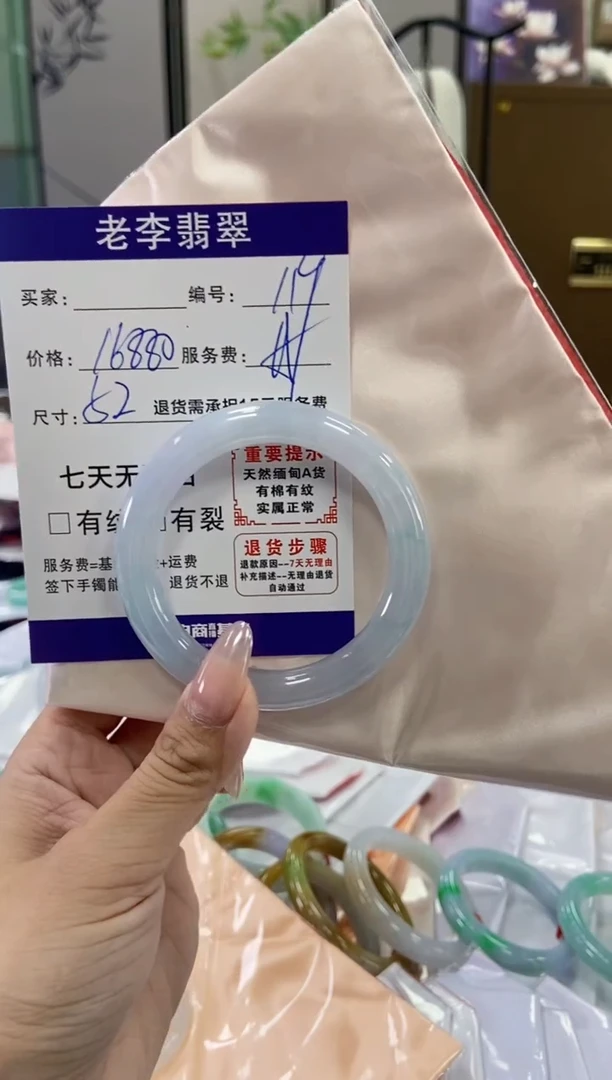 老李翡翠
买家: 编号:
价格: 16880 服务费:
尺寸: 52 退货需承担
七天无
重要提示
天然缅甸A货
有棉有纹
实属正常
□有 □有裂
退货步骤
退款原因--7天无理由
补充描述--无理由退货
自动通过
服务费=基 +运费
签下手镯能 退货不退